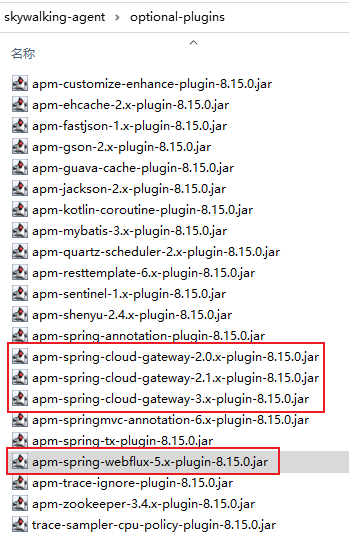 skywalking-agent > optional-plugins
名称
apm-customize-enhance-plugin-8.15.0.jar
apm-ehcache-2.x-plugin-8.15.0.jar
apm-fastjson-1.x-plugin-8.15.0.jar
apm-gson-2.x-plugin-8.15.0.jar
apm-guava-cache-plugin-8.15.0.jar
apm-jackson-2.x-plugin-8.15.0.jar
apm-kotlin-coroutine-plugin-8.15.0.jar
apm-mybatis-3.x-plugin-8.15.0.jar
apm-quartz-scheduler-2.x-plugin-8.15.0.jar
apm-resttemplate-6.x-plugin-8.15.0.jar
apm-sentinel-1.x-plugin-8.15.0.jar
apm-shenyu-2.4.x-plugin-8.15.0.jar
apm-spring-annotation-plugin-8.15.0.jar
apm-spring-cloud-gateway-2.0.x-plugin-8.15.0.jar
apm-spring-cloud-gateway-2.1.x-plugin-8.15.0.jar
apm-spring-cloud-gateway-3.x-plugin-8.15.0.jar
apm-springmvc-annotation-6.x-plugin-8.15.0.jar
apm-spring-tx-plugin-8.15.0.jar
apm-spring-webflux-5.x-plugin-8.15.0.jar
apm-trace-ignore-plugin-8.15.0.jar
apm-zookeeper-3.4.x-plugin-8.15.0.jar
trace-sampler-cpu-policy-plugin-8.15.0.jar